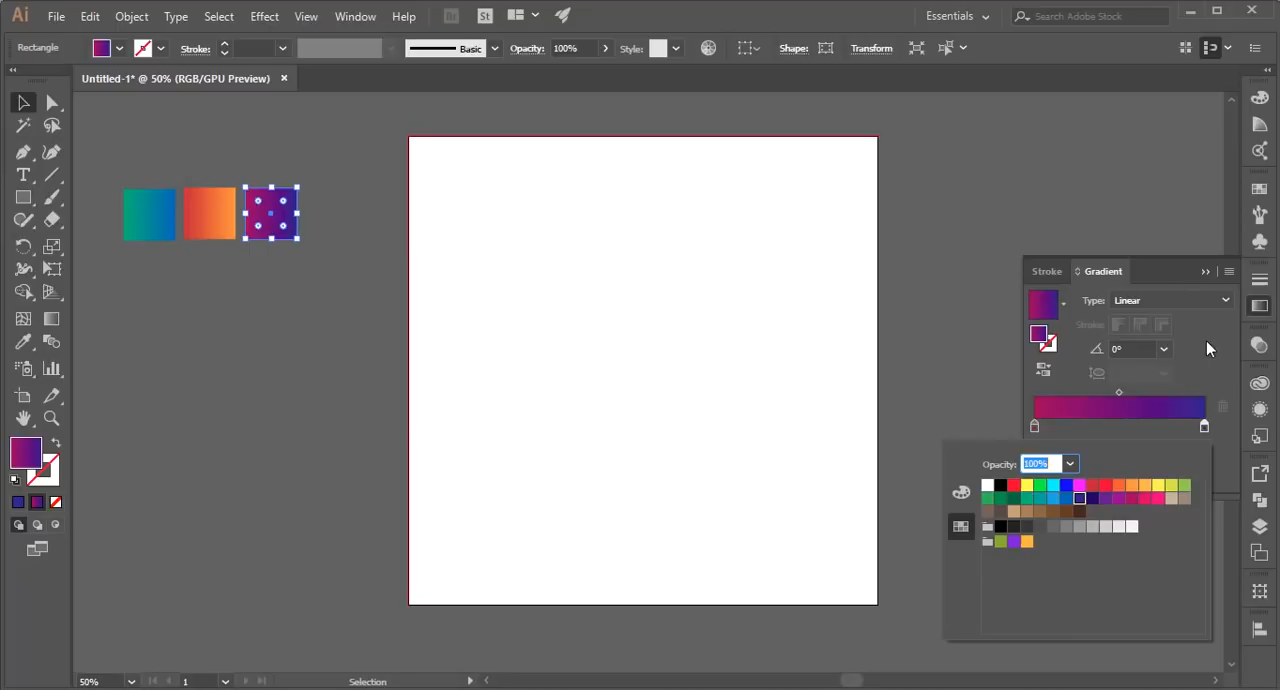 Ai File Edit Object Type Select Effect View Window Help Br St Essentials Search Adobe Stock
Rectangle Stroke: Basic Opacity: 100% Style: Shape: Transform
Untitled-1* @ 50% (RGB/GPU Preview) ×
Stroke Gradient
Type: Linear
Stroke:
0°
Opacity: 100%
50% 1 Selection